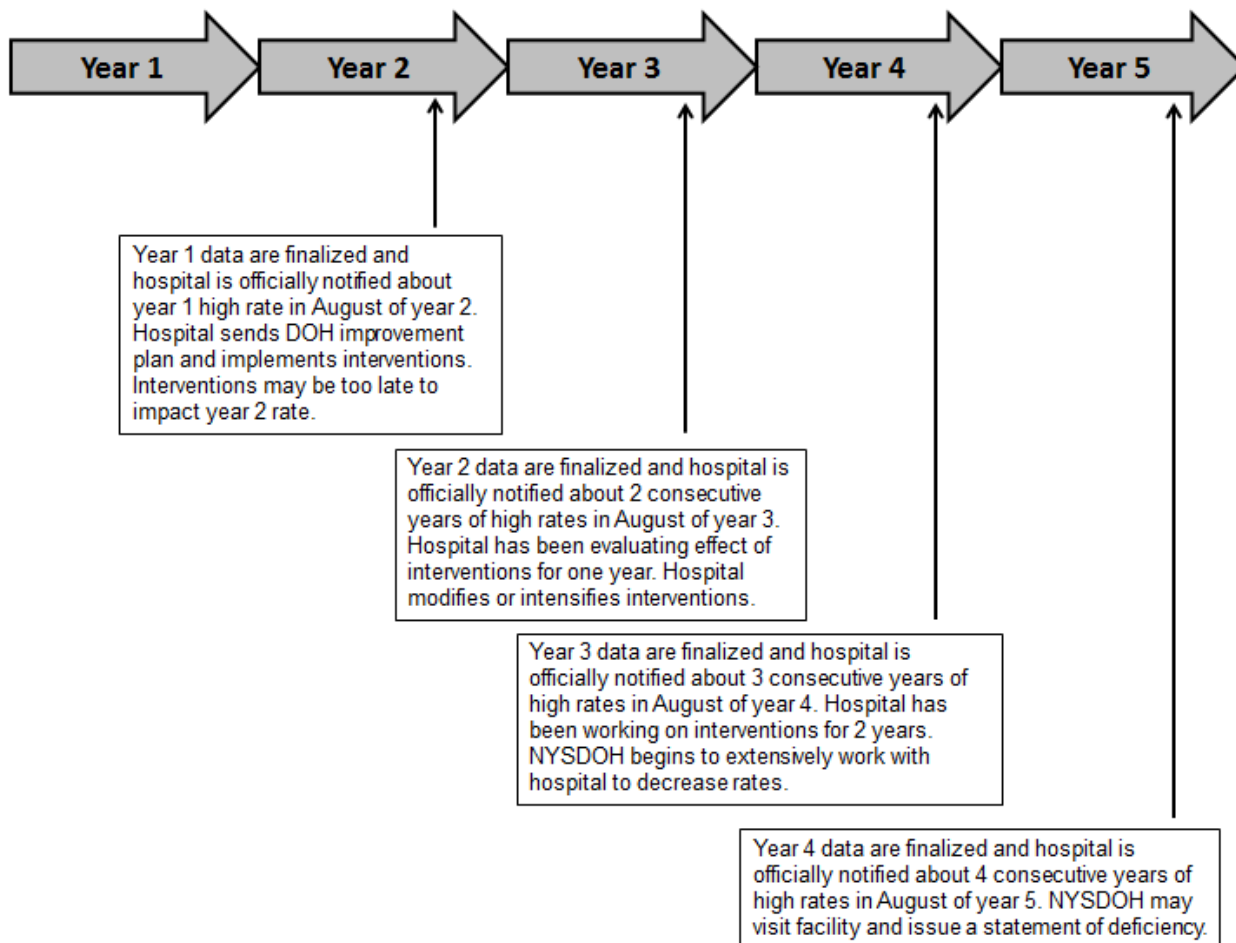 Year 1
Year 2
Year 3
Year 4
Year 5
Year 1 data are finalized and
hospital is officially notified about
year 1 high rate in August of year 2.
Hospital sends DOH improvement
plan and implements interventions.
Interventions may be too late to
impact year 2 rate.
Year 2 data are finalized and hospital is
officially notified about 2 consecutive
years of high rates in August of year 3.
Hospital has been evaluating effect of
interventions for one year. Hospital
modifies or intensifies interventions.
Year 3 data are finalized and hospital is
officially notified about 3 consecutive years of
high rates in August of year 4. Hospital has
been working on interventions for 2 years.
NYSDOH begins to extensively work with
hospital to decrease rates.
Year 4 data are finalized and hospital is
officially notified about 4 consecutive years of
high rates in August of year 5. NYSDOH may
visit facility and issue a statement of deficiency.